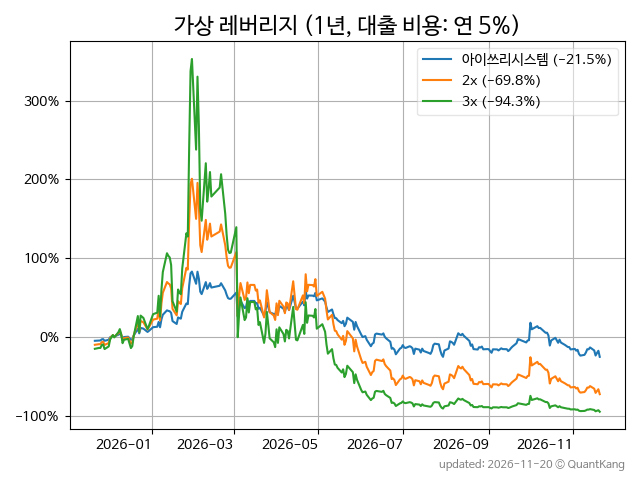 가상 레버리지 (1년, 대출 비용: 연 5%)
아이쓰리시스템 (-21.5%)
2x (-69.8%)
3x (-94.3%)
300%
200%
100%
0%
−100%
2026-01
2026-03
2026-05
2026-07
2026-09
2026-11
updated: 2026-11-20 © QuantKang